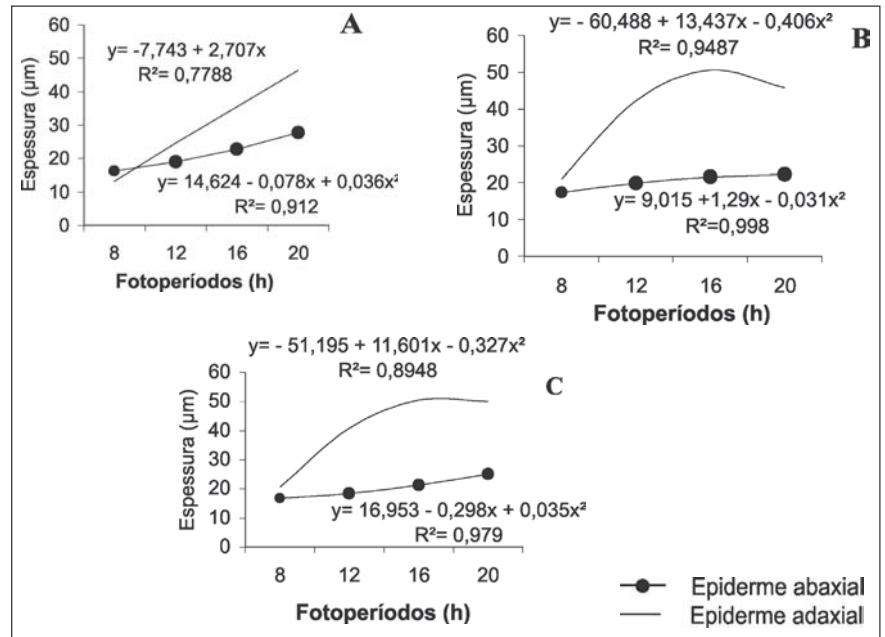 A
y= -7,743 + 2,707x
R²= 0,7788
Espessura (µm)
60
50
40
30
20
10
0
y= 14,624 - 0,078x + 0,036x²
R²= 0,912
8 12 16 20
Fotoperíodos (h)
y= - 60,488 + 13,437x - 0,406x²
R²= 0,9487
B
Espessura (µm)
60
50
40
30
20
10
0
y= 9,015 +1,29x - 0,031x²
R²=0,998
8 12 16 20
Fotoperíodos (h)
y= - 51,195 + 11,601x - 0,327x²
R²= 0,8948
C
Espessura (µm)
60
50
40
30
20
10
0
y= 16,953 - 0,298x + 0,035x²
R²= 0,979
8 12 16 20
Fotoperíodos (h)
Epiderme abaxial
Epiderme adaxial